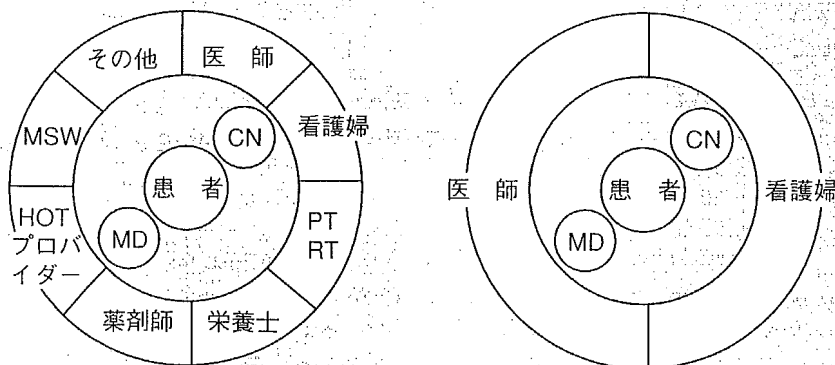 その他
医 師
MSW
CN
看護婦
患 者
HOT
プロバ
イダー
MD
PT
RT
薬剤師
栄養士
CN
医 師
患 者
看護婦
MD